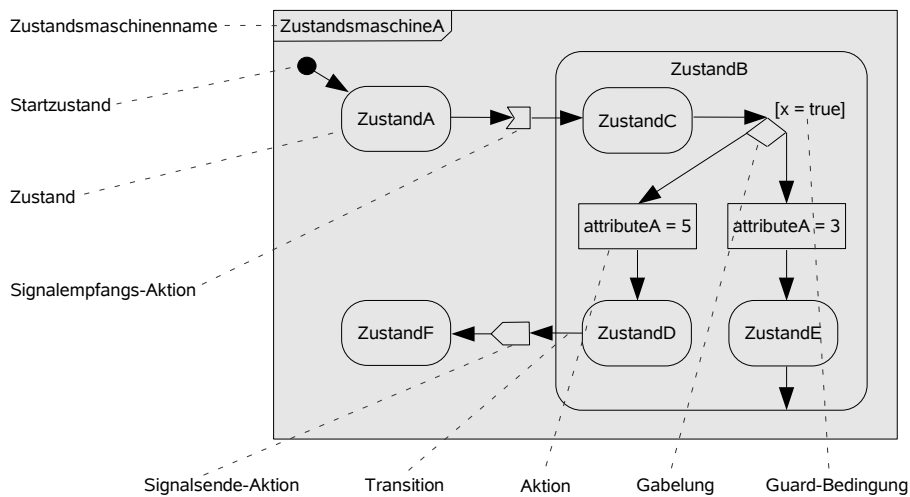 Zustandsmaschinenname
ZustandsmaschineA
ZustandB
Startzustand
[x = true]
ZustandA
ZustandC
Zustand
attributeA = 5
attributeA = 3
Signalempfangs-Aktion
ZustandF
ZustandD
ZustandE
Signalsende-Aktion
Transition
Aktion
Gabelung
Guard-Bedingung